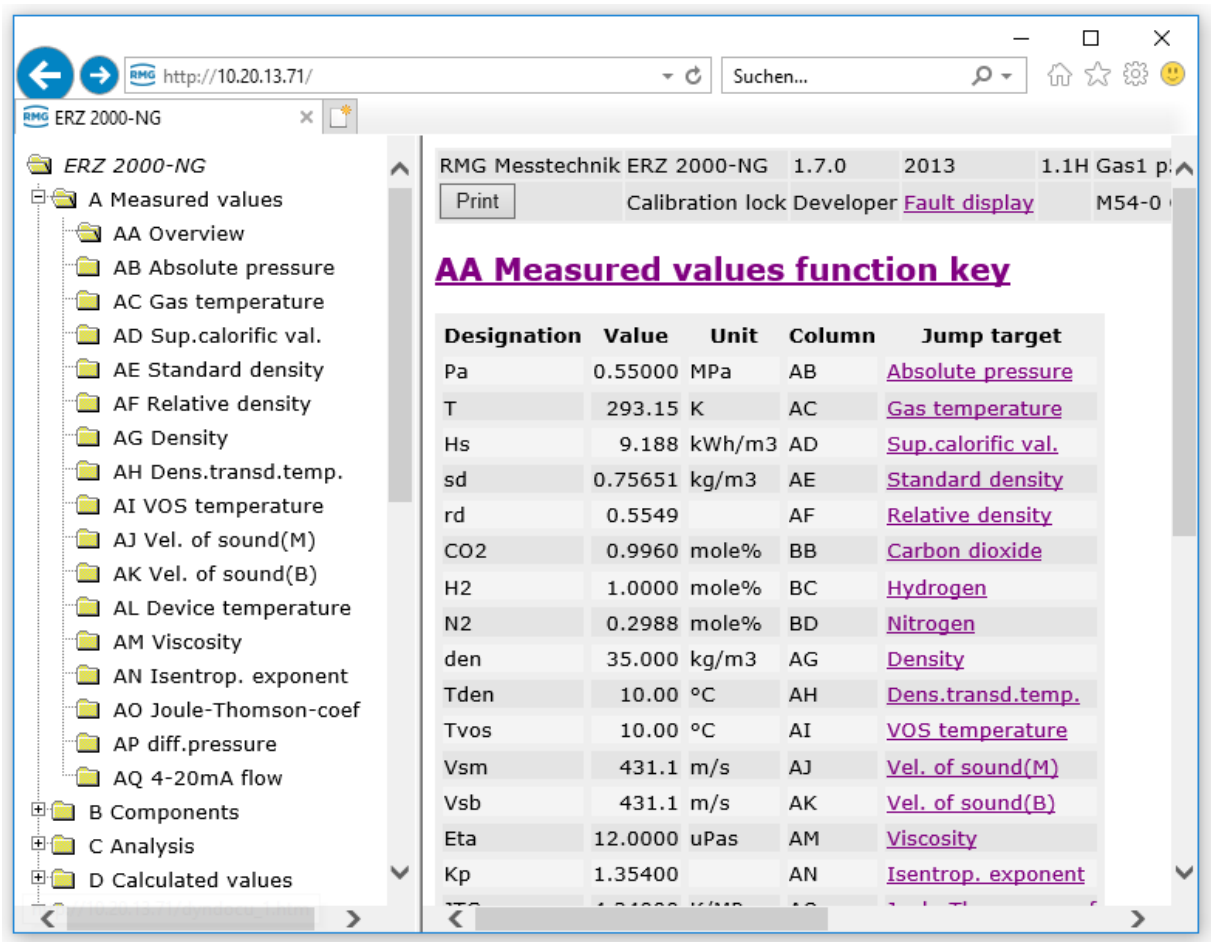 RMG http://10.20.13.71/ Suchen...
RMG ERZ 2000-NG
ERZ 2000-NG
A Measured values
AA Overview
AB Absolute pressure
AC Gas temperature
AD Sup.calorific val.
AE Standard density
AF Relative density
AG Density
AH Dens.transd.temp.
AI VOS temperature
AJ Vel. of sound(M)
AK Vel. of sound(B)
AL Device temperature
AM Viscosity
AN Isentrop. exponent
AO Joule-Thomson-coef
AP diff.pressure
AQ 4-20mA flow
B Components
C Analysis
D Calculated values
RMG Messtechnik ERZ 2000-NG 1.7.0 2013 1.1H Gas1
Print Calibration lock Developer Fault display M54-0
AA Measured values function key
Designation Value Unit Column Jump target
Pa 0.55000 MPa AB Absolute pressure
T 293.15 K AC Gas temperature
Hs 9.188 kWh/m3 AD Sup.calorific val.
sd 0.75651 kg/m3 AE Standard density
rd 0.5549 AF Relative density
CO2 0.9960 mole% BB Carbon dioxide
H2 1.0000 mole% BC Hydrogen
N2 0.2988 mole% BD Nitrogen
den 35.000 kg/m3 AG Density
Tden 10.00 °C AH Dens.transd.temp.
Tvos 10.00 °C AI VOS temperature
Vsm 431.1 m/s AJ Vel. of sound(M)
Vsb 431.1 m/s AK Vel. of sound(B)
Eta 12.0000 uPas AM Viscosity
Kp 1.35400 AN Isentrop. exponent